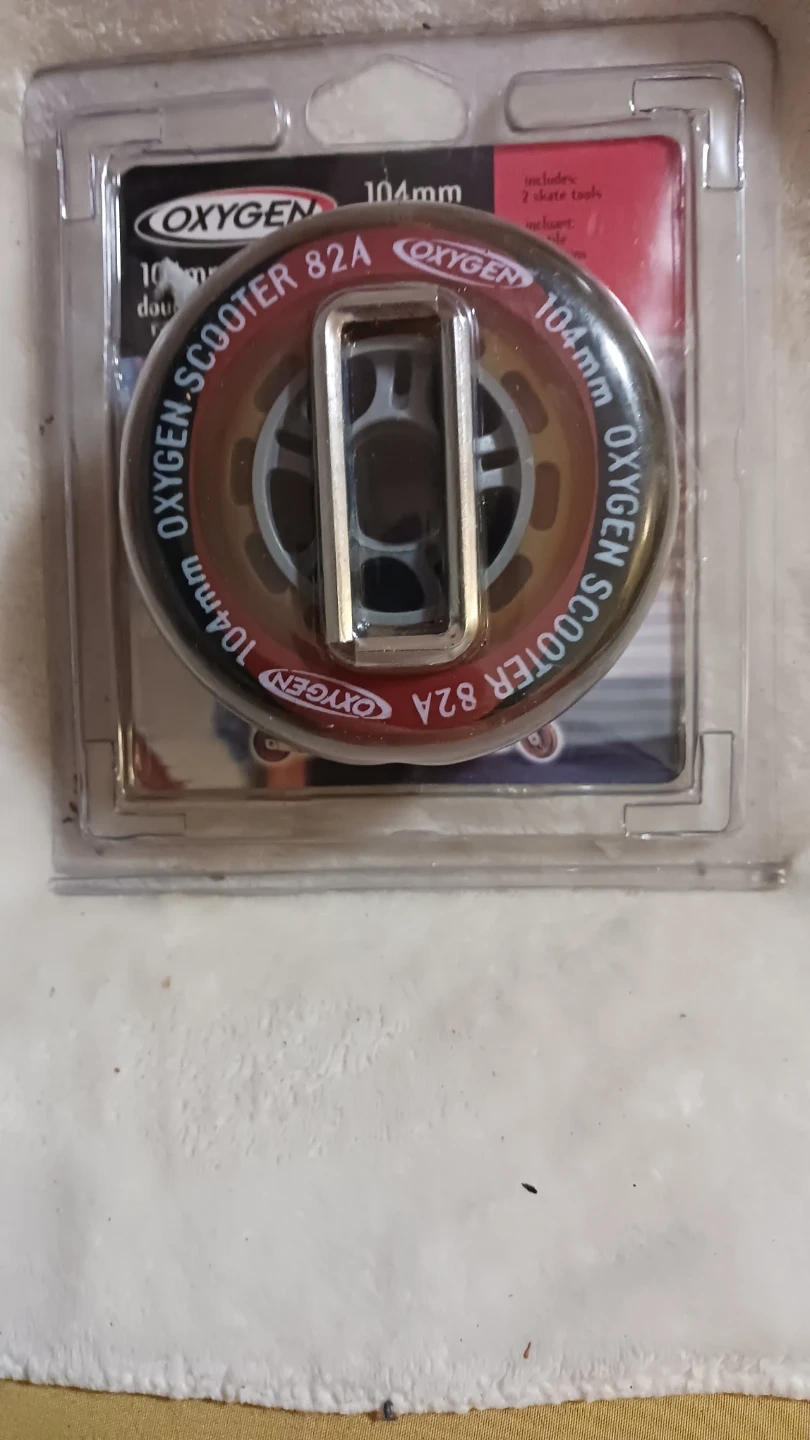 OXYGEN
104mm
includes:
2 skate tools
OXYGEN SCOOTER 82A
OXYGEN
104mm
OXYGEN SCOOTER 82A
OXYGEN
104mm